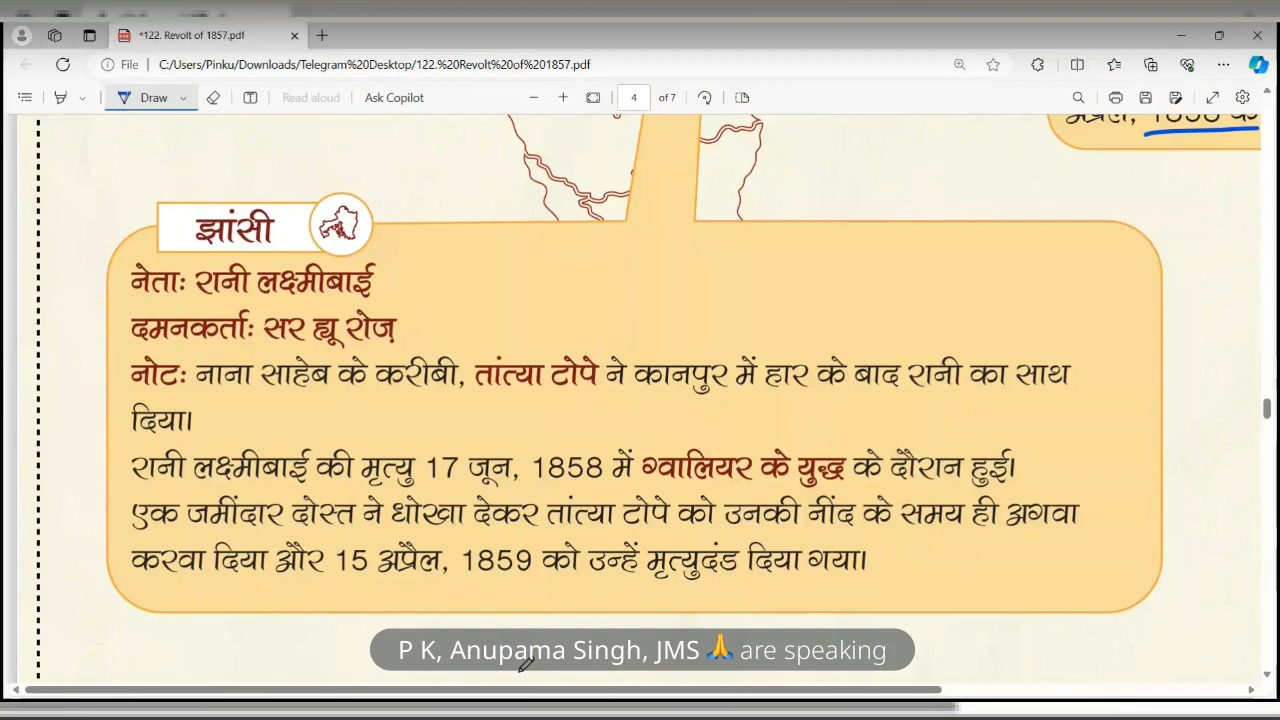 *122. Revolt of 1857.pdf
File C:/Users/Pinku/Downloads/Telegram%20Desktop/122.%20Revolt%20of%201857.pdf
Draw Read aloud Ask Copilot 4 of 7
अप्रैल, 1858 को
झांसी
नेताः रानी लक्ष्मीबाई
दमनकर्ताः सर ह्यू रोज़
नोटः नाना साहेब के करीबी, तांत्या टोपे ने कानपुर में हार के बाद रानी का साथ
दिया।
रानी लक्ष्मीबाई की मृत्यु 17 जून, 1858 में ग्वालियर के युद्ध के दौरान हुई।
एक जमींदार दोस्त ने धोखा देकर तांत्या टोपे को उनकी नींद के समय ही अगवा
करवा दिया और 15 अप्रैल, 1859 को उन्हें मृत्युदंड दिया गया।
P K, Anupama Singh, JMS 🙏 are speaking